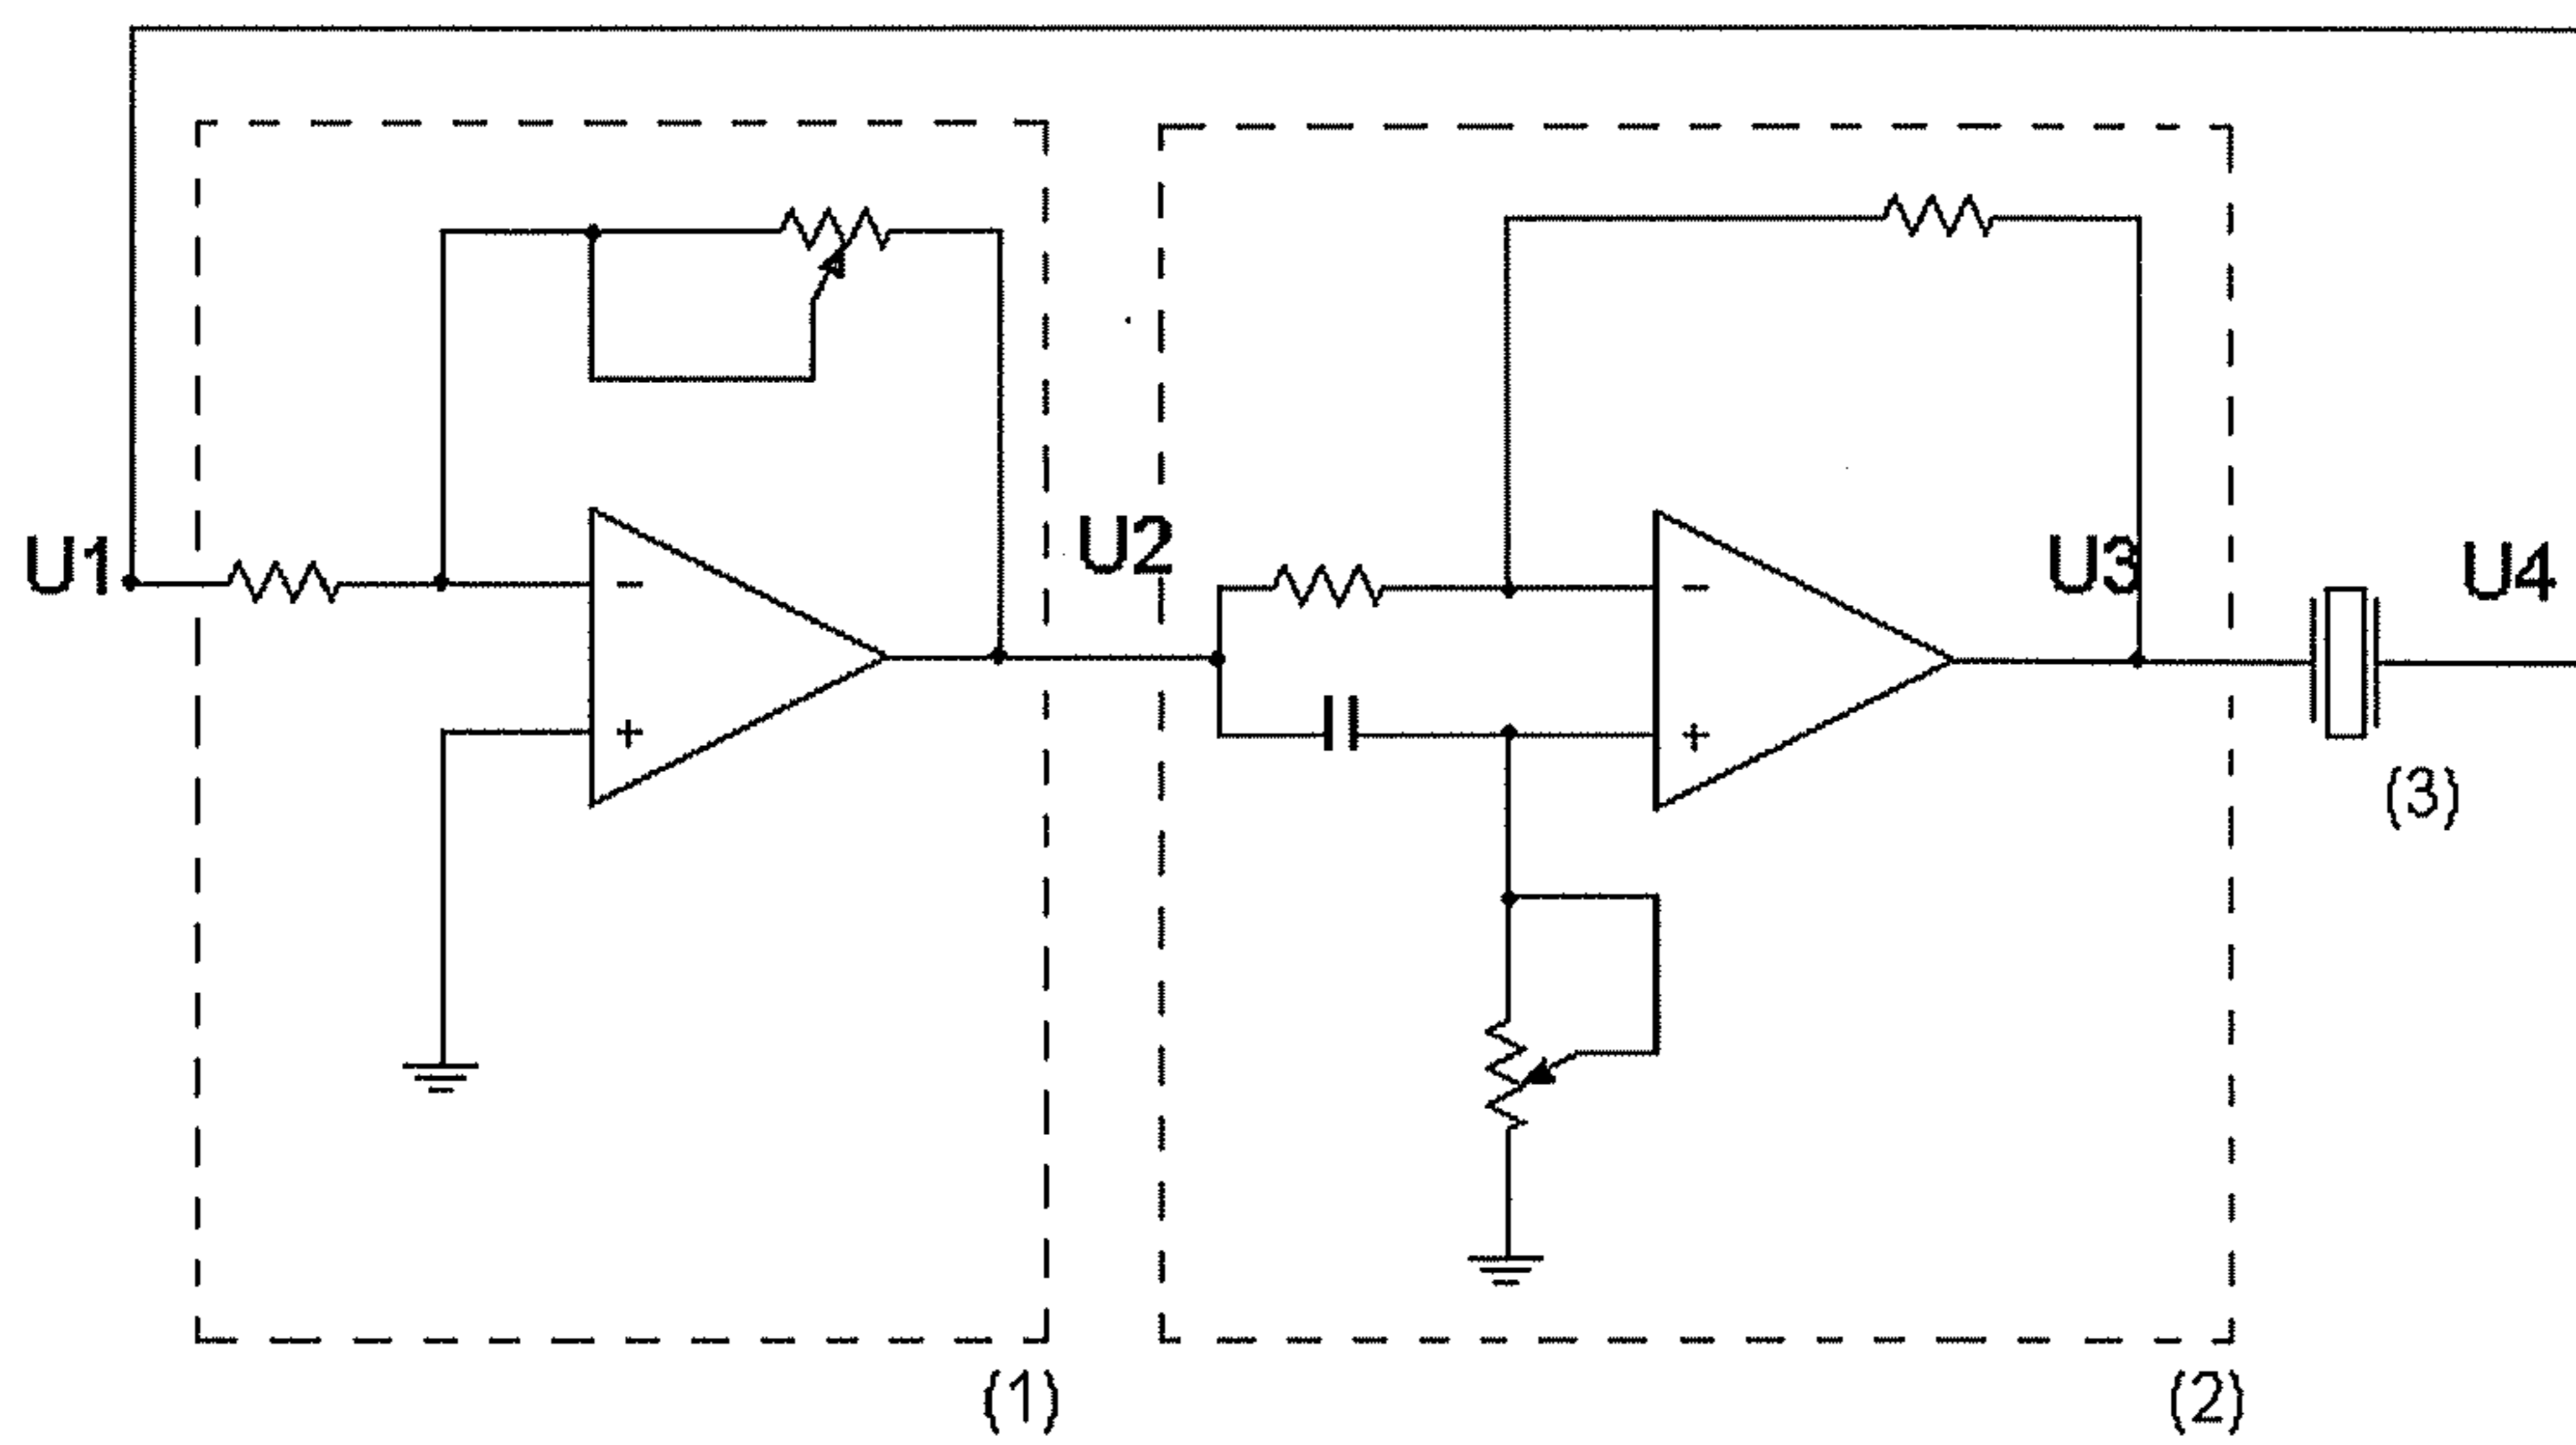 U1
U2
U3
U4
-
+
-
+
(3)
(1)
(2)